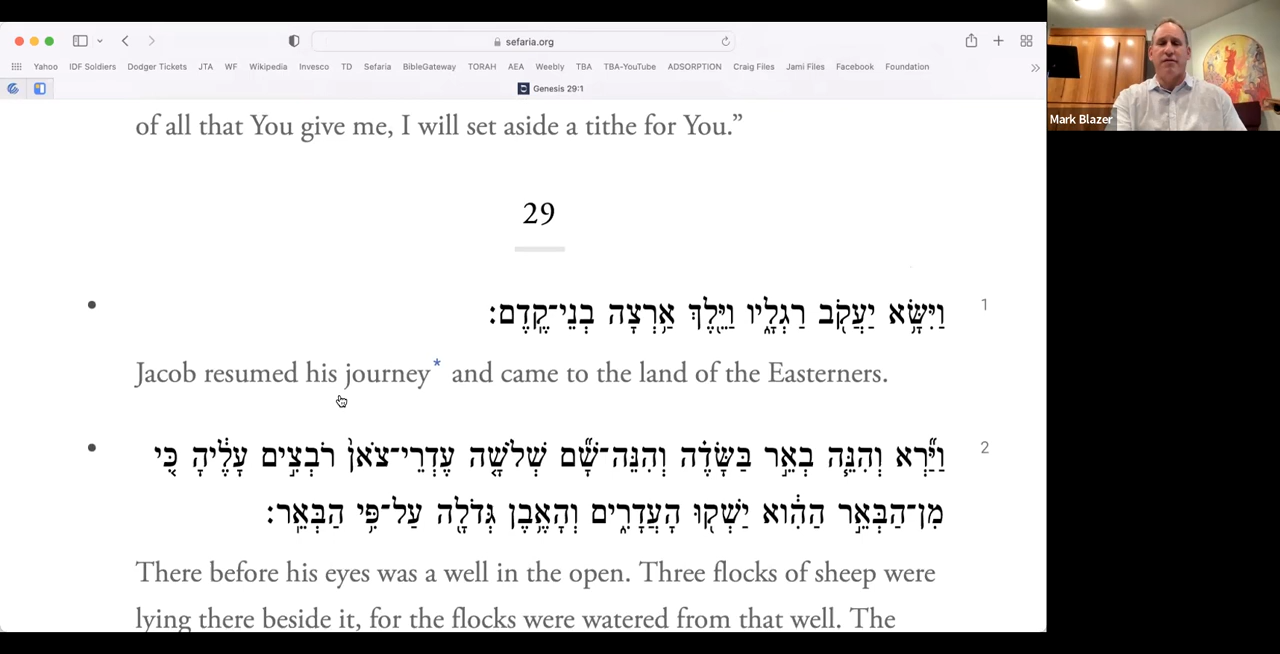 sefaria.org
Yahoo IDF Soldiers Dodger Tickets JTA WF Wikipedia Invesco TD Sefaria BibleGateway TORAH AEA Weebly TBA TBA-YouTube ADSORPTION Craig Files Jami Files Facebook Foundation
Genesis 29:1
Mark Blazer
of all that You give me, I will set aside a tithe for You.”
29
1
וַיִּשָּׂ֥א יַעֲקֹ֖ב רַגְלָ֑יו וַיֵּ֖לֶךְ אַ֥רְצָה בְנֵי־קֶֽדֶם׃
Jacob resumed his journey* and came to the land of the Easterners.
2
וַיַּ֞רְא וְהִנֵּ֧ה בְאֵ֣ר בַּשָּׂדֶ֗ה וְהִנֵּה־שָׁ֞ם שְׁלֹשָׁ֤ה עֶדְרֵי־צֹאן֙ רֹבְצִ֣ים עָלֶ֔יהָ כִּ֚י
מִן־הַבְּאֵ֣ר הַהִ֔וא יַשְׁק֖וּ הָעֲדָרִ֑ים וְהָאֶ֥בֶן גְּדֹלָ֖ה עַל־פִּ֥י הַבְּאֵֽר׃
There before his eyes was a well in the open. Three flocks of sheep were
lying there beside it, for the flocks were watered from that well. The